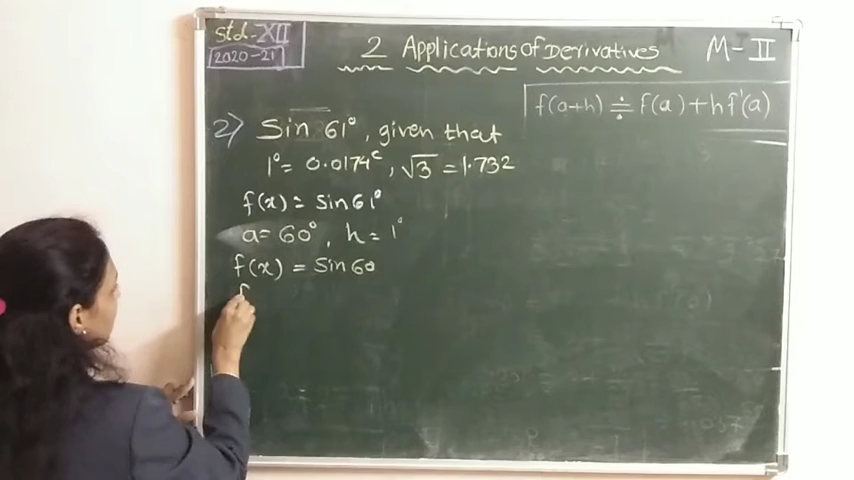 Std-XII
2020-21
2 Applications of Derivatives
M-II
f(a+h) ≑ f(a)+hf'(a)
2) Sin 61°, given that
1°= 0.0174ᶜ, √3 =1.732
f(x) = sin 61°
a= 60°, h= 1°
f(x) = Sin 60
f